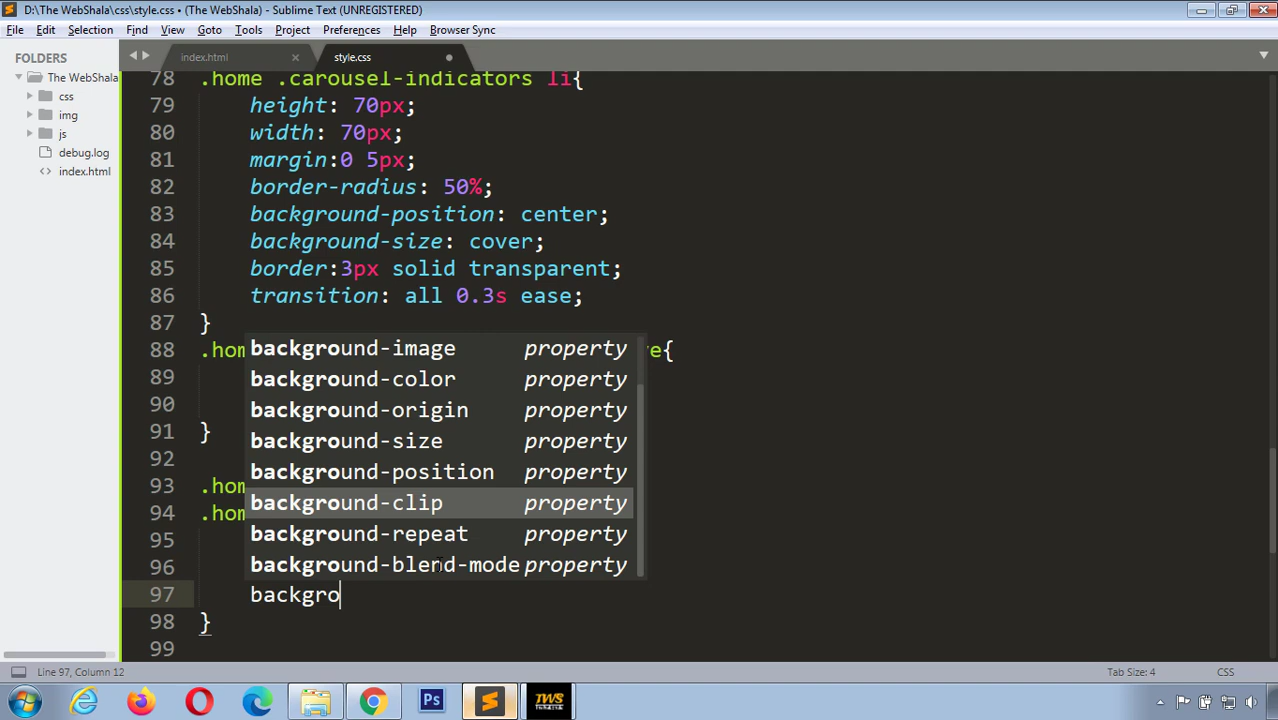 D:\The WebShala\css\style.css • (The WebShala) - Sublime Text (UNREGISTERED)
File Edit Selection Find View Goto Tools Project Preferences Help Browser Sync
FOLDERS
The WebShala
css
img
js
debug.log
<> index.html
index.html × style.css
78 .home .carousel-indicators li{
79 height: 70px;
80 width: 70px;
81 margin:0 5px;
82 border-radius: 50%;
83 background-position: center;
84 background-size: cover;
85 border:3px solid transparent;
86 transition: all 0.3s ease;
87 }
88 .hom re{
89
90
91 }
92
93 .hom
94 .hom
95
96
97 backgro
98 }
99
background-image property
background-color property
background-origin property
background-size property
background-position property
background-clip property
background-repeat property
background-blend-mode property
Line 97, Column 12 Tab Size: 4 CSS
Ps
TWS